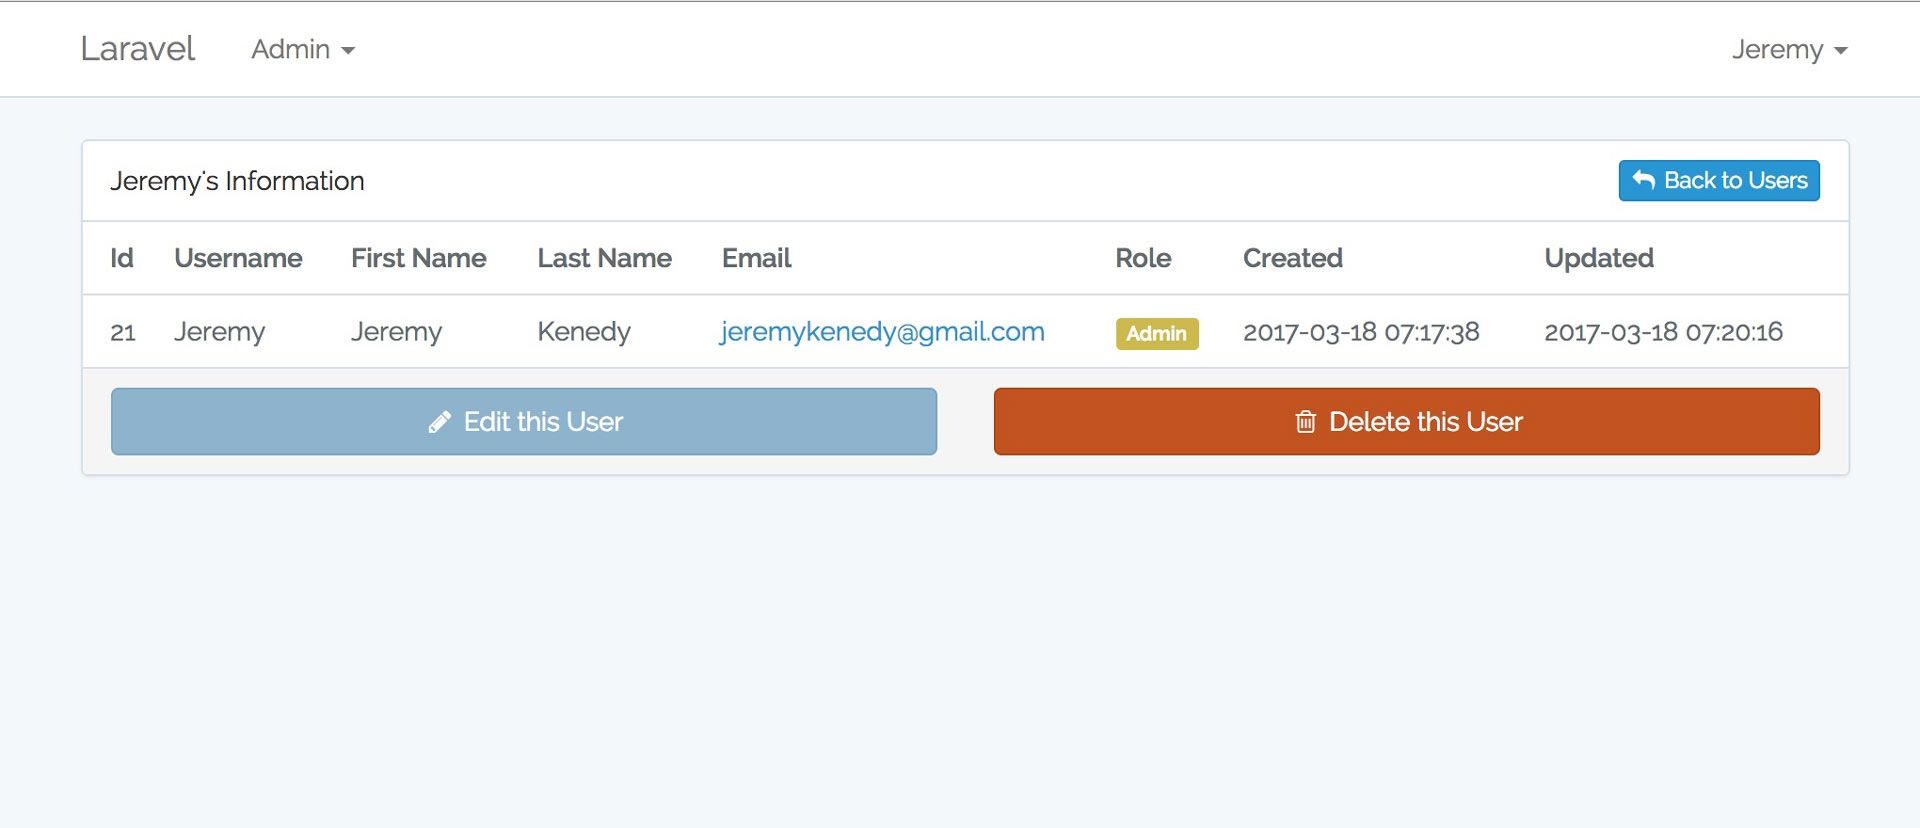 Laravel Admin Jeremy
Jeremy's Information Back to Users
Id Username First Name Last Name Email Role Created Updated
21 Jeremy Jeremy Kenedy jeremykenedy@gmail.com Admin 2017-03-18 07:17:38 2017-03-18 07:20:16
Edit this User Delete this User